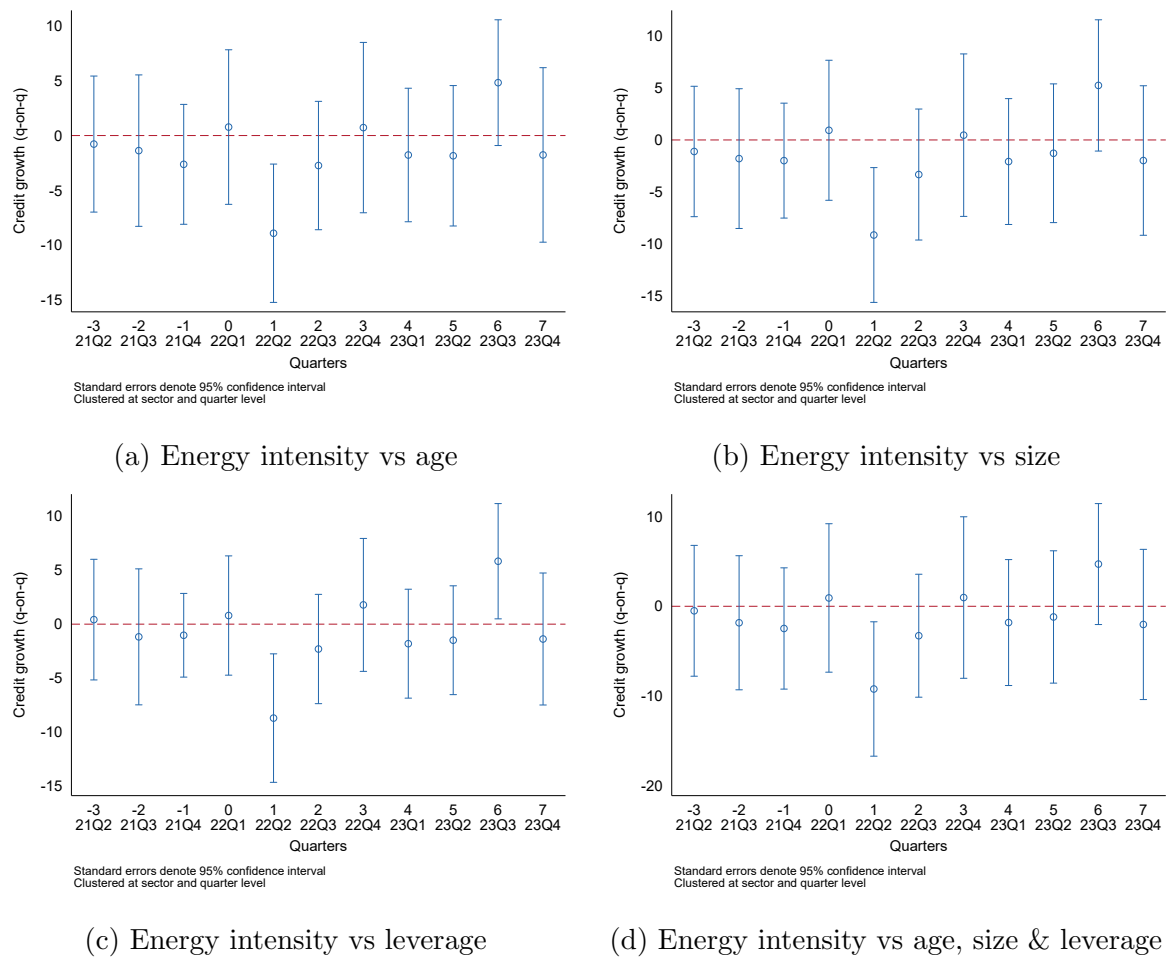 Credit growth (q-on-q)
10
5
0
-5
-10
-15
-3 -2 -1 0 1 2 3 4 5 6 7
21Q2 21Q3 21Q4 22Q1 22Q2 22Q3 22Q4 23Q1 23Q2 23Q3 23Q4
Quarters
Standard errors denote 95% confidence interval
Clustered at sector and quarter level
(a) Energy intensity vs age
Credit growth (q-on-q)
10
5
0
-5
-10
-15
-3 -2 -1 0 1 2 3 4 5 6 7
21Q2 21Q3 21Q4 22Q1 22Q2 22Q3 22Q4 23Q1 23Q2 23Q3 23Q4
Quarters
Standard errors denote 95% confidence interval
Clustered at sector and quarter level
(b) Energy intensity vs size
Credit growth (q-on-q)
10
5
0
-5
-10
-15
-3 -2 -1 0 1 2 3 4 5 6 7
21Q2 21Q3 21Q4 22Q1 22Q2 22Q3 22Q4 23Q1 23Q2 23Q3 23Q4
Quarters
Standard errors denote 95% confidence interval
Clustered at sector and quarter level
(c) Energy intensity vs leverage
Credit growth (q-on-q)
10
0
-10
-20
-3 -2 -1 0 1 2 3 4 5 6 7
21Q2 21Q3 21Q4 22Q1 22Q2 22Q3 22Q4 23Q1 23Q2 23Q3 23Q4
Quarters
Standard errors denote 95% confidence interval
Clustered at sector and quarter level
(d) Energy intensity vs age, size & leverage